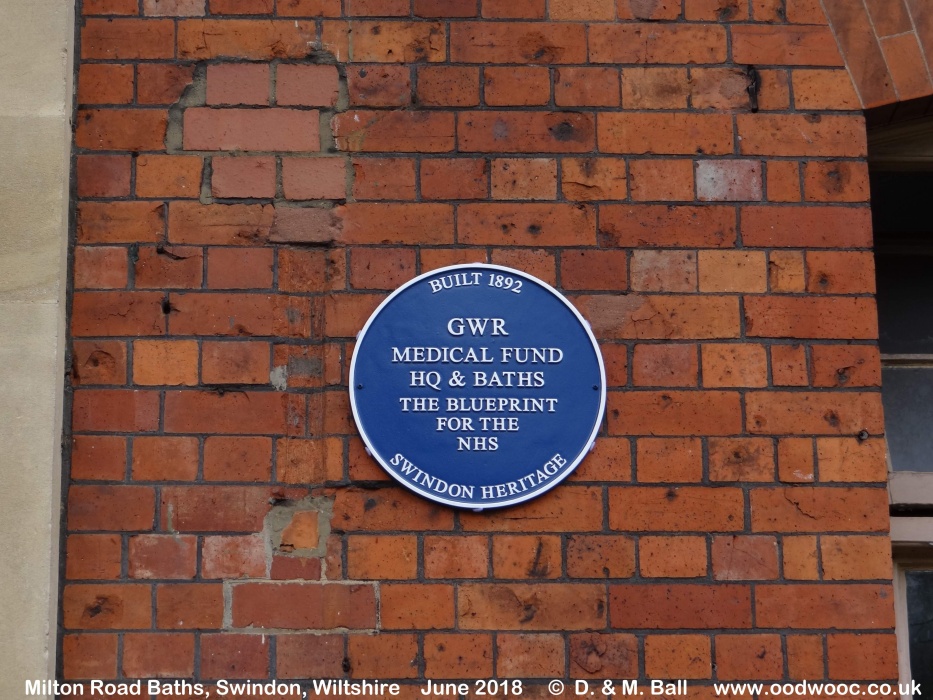 BUILT 1892
GWR
MEDICAL FUND
HQ & BATHS
THE BLUEPRINT
FOR THE
NHS
SWINDON HERITAGE
Milton Road Baths, Swindon, Wiltshire June 2018 © D. & M. Ball www.oodwooc.co.uk